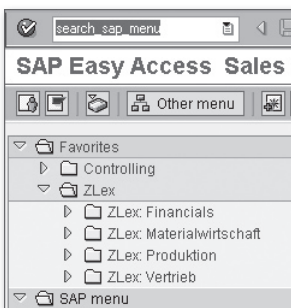 search_sap_menu
SAP Easy Access Sales
Other menu
Favorites
Controlling
ZLex
ZLex: Financials
ZLex: Materialwirtschaft
ZLex: Produktion
ZLex: Vertrieb
SAP menu